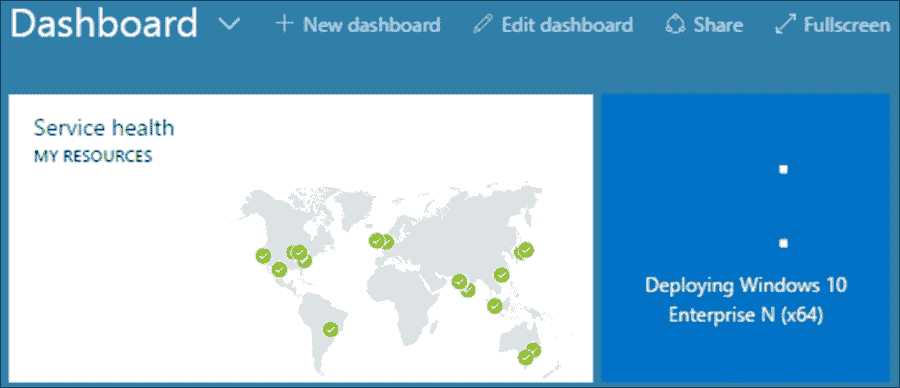 Dashboard
New dashboard
Edit dashboard
Share
Fullscreen
Service health
MY RESOURCES
Deploying Windows 10
Enterprise N (x64)